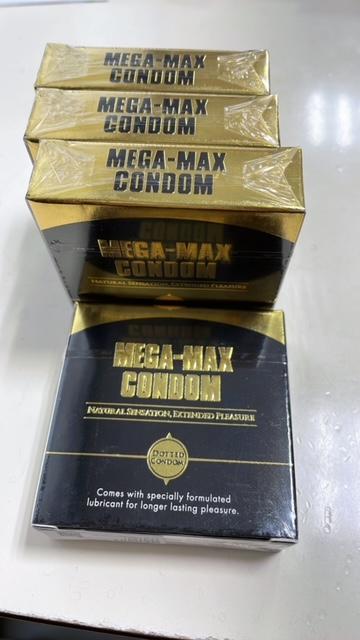 MEGA-MAX
CONDOM
MEGA-MAX
CONDOM
MEGA-MAX
CONDOM
MEGA-MAX
CONDOM
NATURAL SENSATION, EXTENDED PLEASURE
MEGA-MAX
CONDOM
NATURAL SENSATION, EXTENDED PLEASURE
DOTTED
CONDOM
Comes with specially formulated
lubricant for longer lasting pleasure.